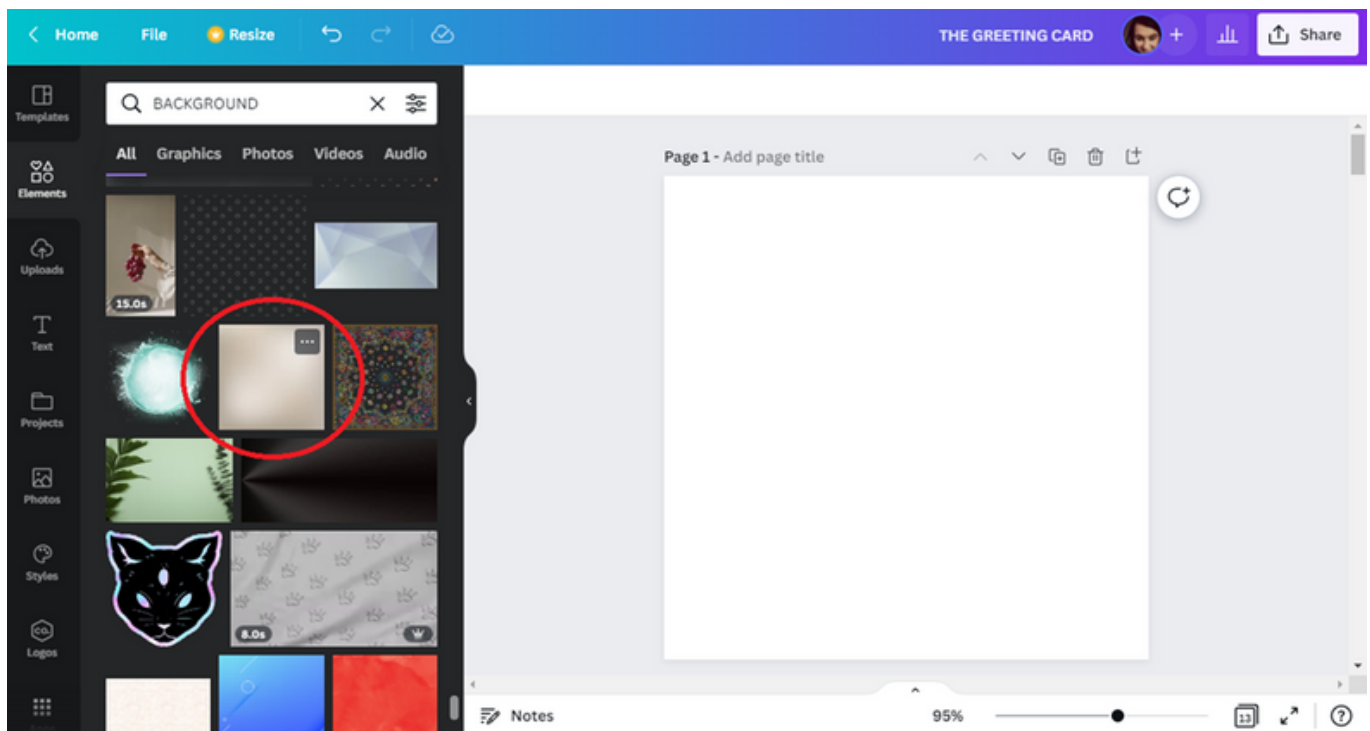 Home File Resize THE GREETING CARD + Share
Templates
BACKGROUND
All Graphics Photos Videos Audio
Page 1 - Add page title
Elements
Uploads
15.0s
Text
Projects
Photos
Styles
8.0s
CO.
Logos
Notes 95% 13 ?